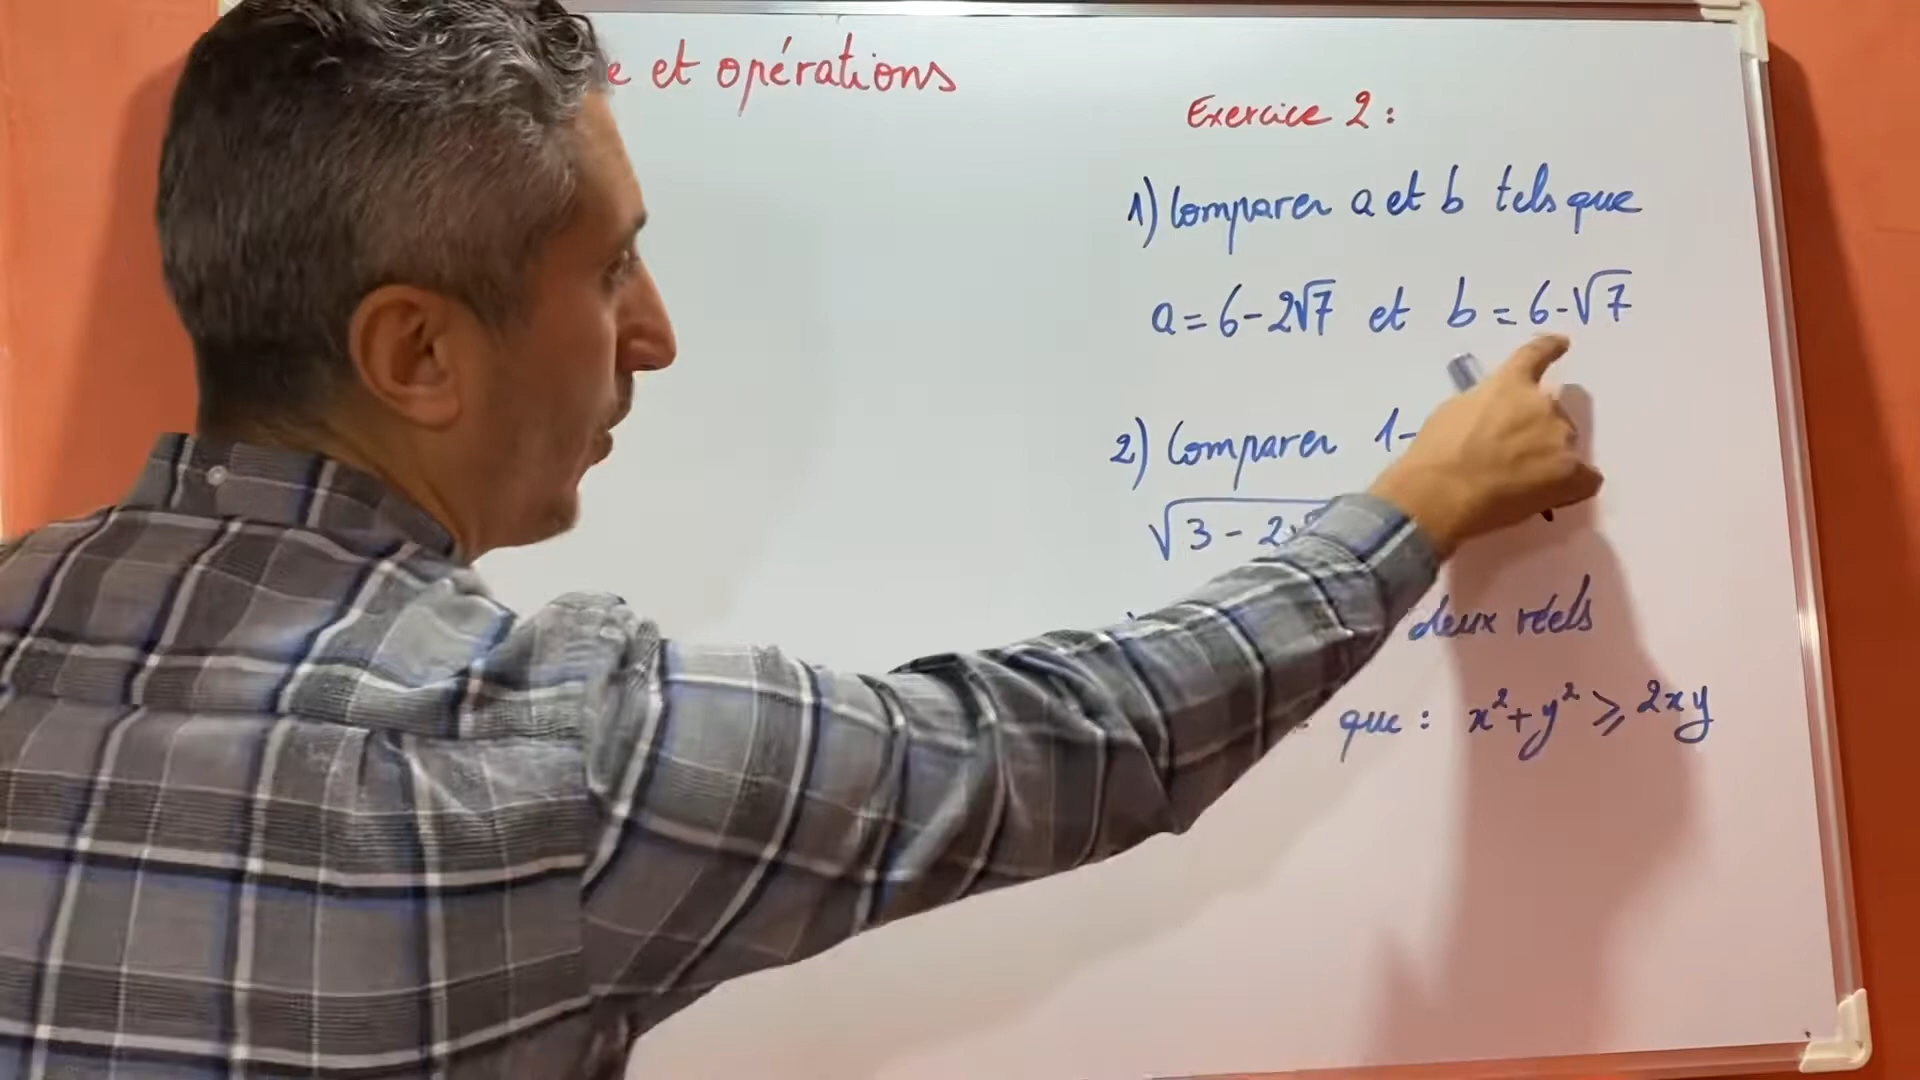 et opérations
Exercice 2 :
1) Comparer a et b tels que
a = 6 - 2√7 et b = 6 - √7
2) Comparer 1 -
√3 - 2
deux réels
que : x² + y² ⩾ 2xy